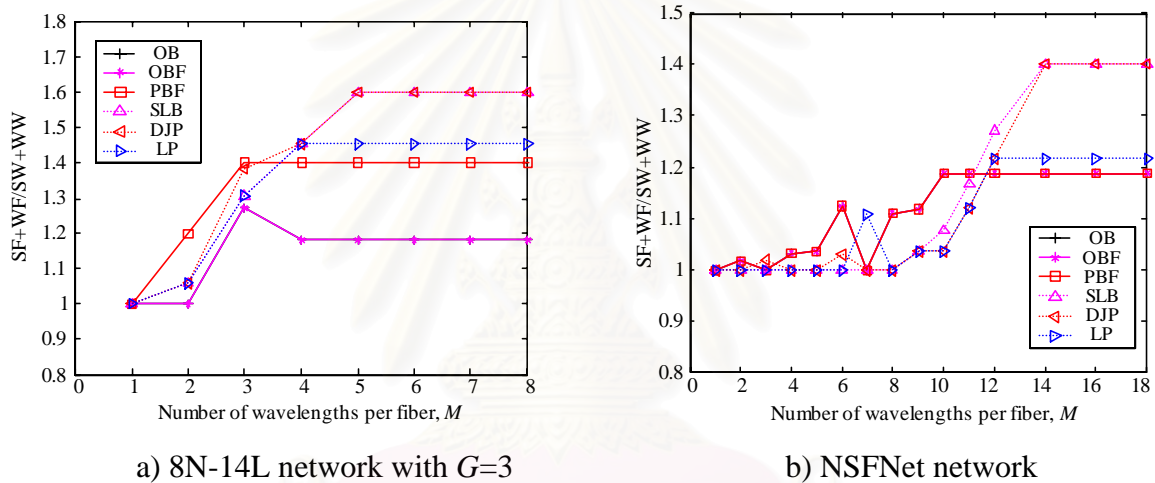 1.8
1.7
1.6
1.5
1.4
1.3
1.2
1.1
1
0.9
0.8
SF+WF/SW+WW
OB
OBF
PBF
SLB
DJP
LP
0 1 2 3 4 5 6 7 8
Number of wavelengths per fiber, M
a) 8N-14L network with G=3
1.5
1.4
1.3
1.2
1.1
1
0.9
0.8
SF+WF/SW+WW
OB
OBF
PBF
SLB
DJP
LP
0 2 4 6 8 10 12 14 16 18
Number of wavelengths per fiber, M
b) NSFNet network